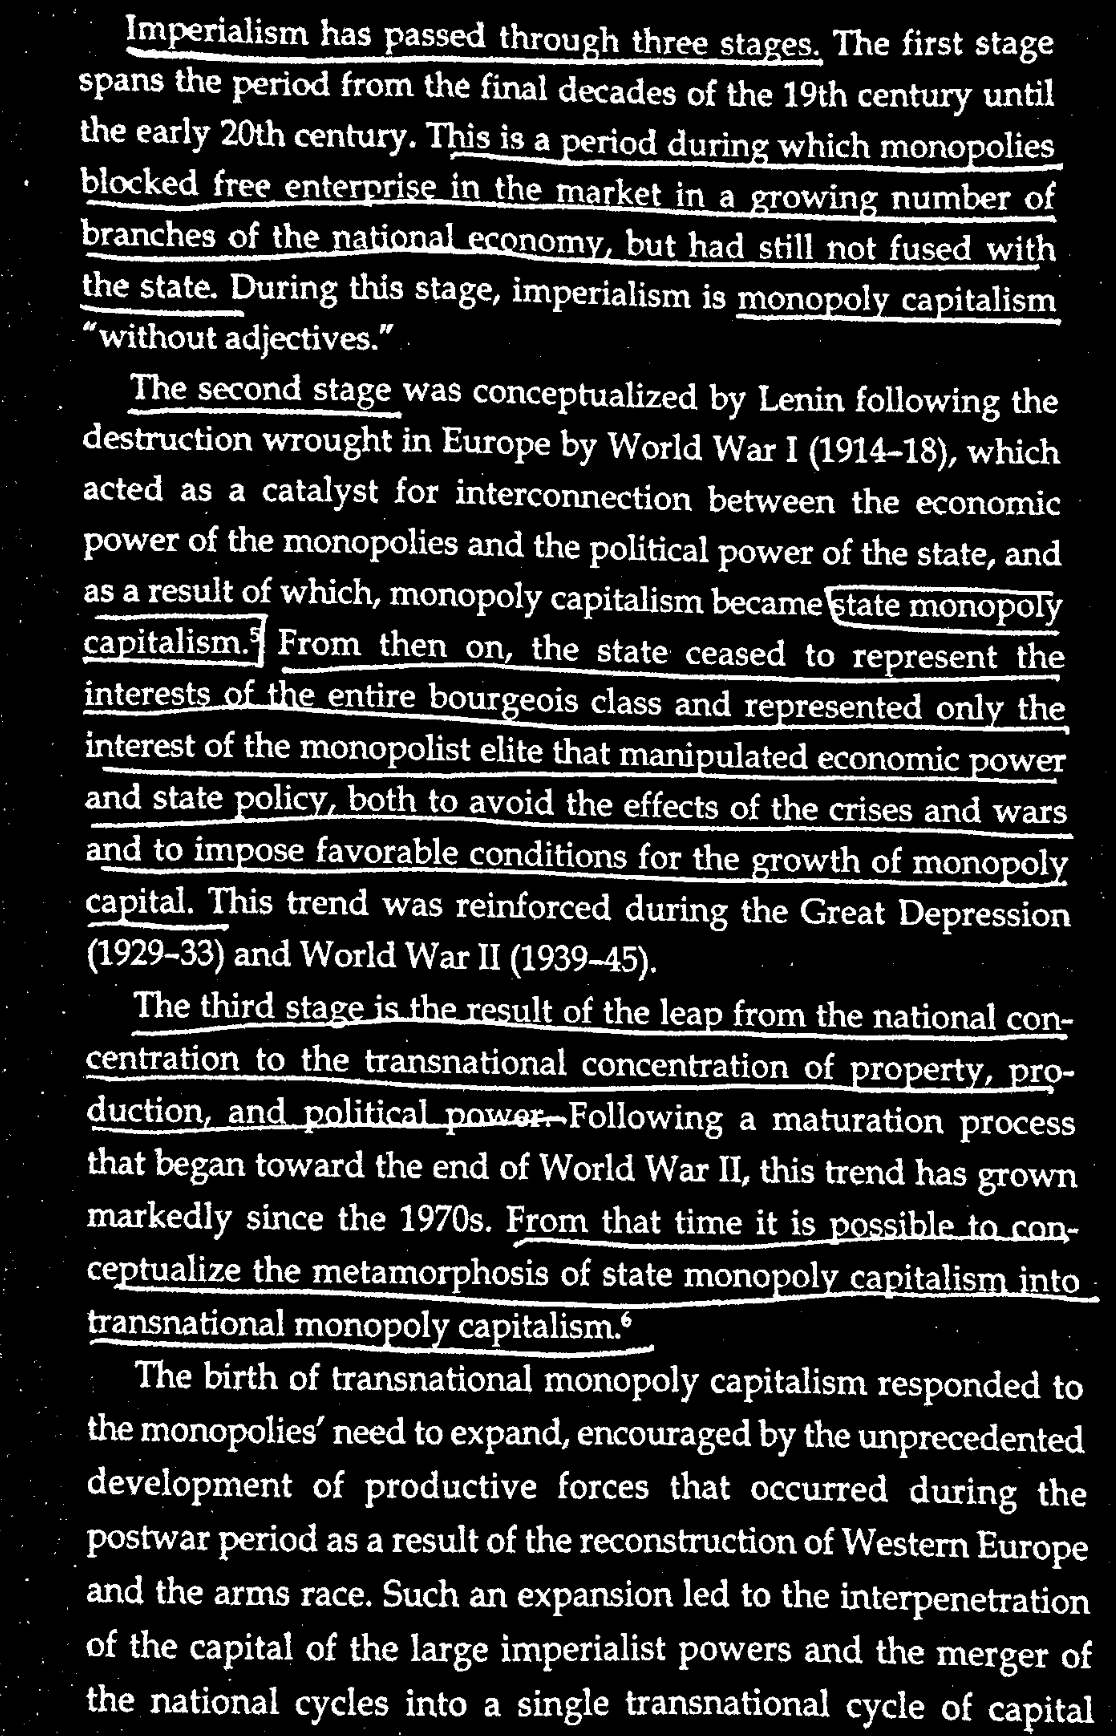 Imperialism has passed through three stages. The first stage
spans the period from the final decades of the 19th century until
the early 20th century. This is a period during which monopolies
blocked free enterprise in the market in a growing number of
branches of the national economy, but had still not fused with
the state. During this stage, imperialism is monopoly capitalism
"without adjectives."
The second stage was conceptualized by Lenin following the
destruction wrought in Europe by World War I (1914–18), which
acted as a catalyst for interconnection between the economic
power of the monopolies and the political power of the state, and
as a result of which, monopoly capitalism became state monopoly
capitalism.⁵ From then on, the state ceased to represent the
interests of the entire bourgeois class and represented only the
interest of the monopolist elite that manipulated economic power
and state policy, both to avoid the effects of the crises and wars
and to impose favorable conditions for the growth of monopoly
capital. This trend was reinforced during the Great Depression
(1929–33) and World War II (1939–45).
The third stage is the result of the leap from the national con-
centration to the transnational concentration of property, pro-
duction, and political power. Following a maturation process
that began toward the end of World War II, this trend has grown
markedly since the 1970s. From that time it is possible to con-
ceptualize the metamorphosis of state monopoly capitalism into
transnational monopoly capitalism.⁶
The birth of transnational monopoly capitalism responded to
the monopolies' need to expand, encouraged by the unprecedented
development of productive forces that occurred during the
postwar period as a result of the reconstruction of Western Europe
and the arms race. Such an expansion led to the interpenetration
of the capital of the large imperialist powers and the merger of
the national cycles into a single transnational cycle of capital